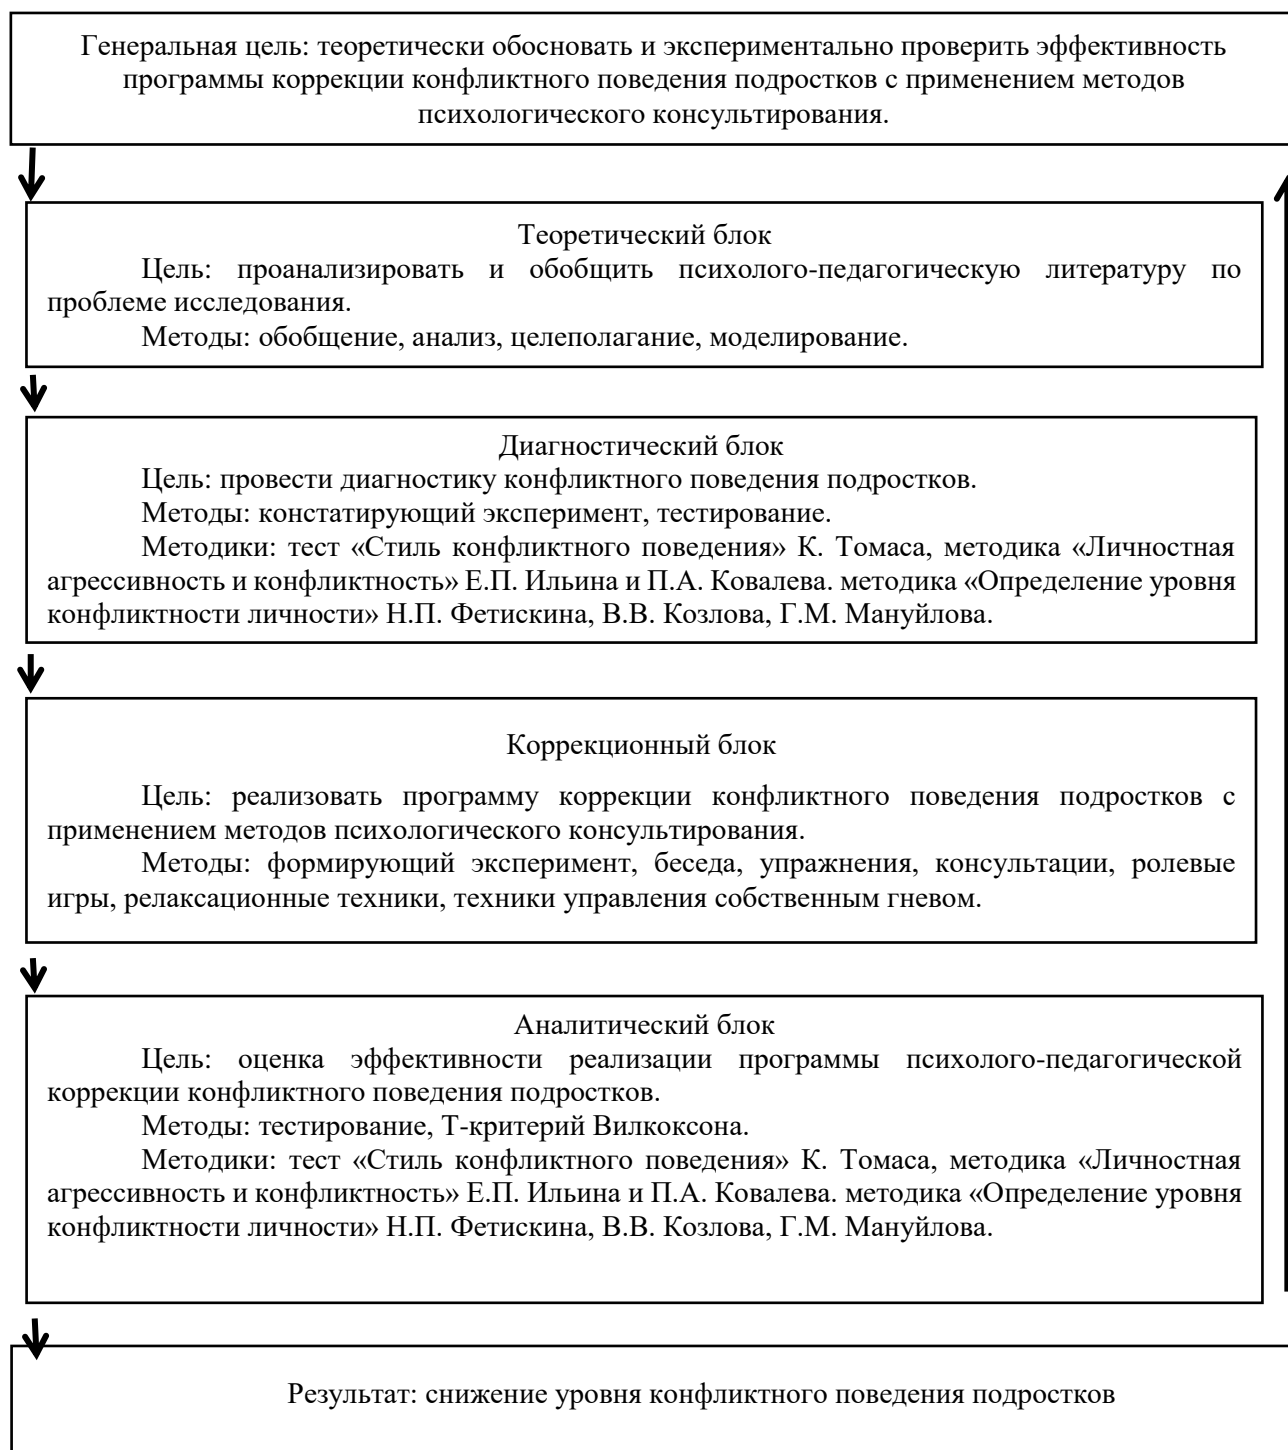 Генеральная цель: теоретически обосновать и экспериментально проверить эффективность
программы коррекции конфликтного поведения подростков с применением методов
психологического консультирования.
Теоретический блок
Цель: проанализировать и обобщить психолого-педагогическую литературу по
проблеме исследования.
Методы: обобщение, анализ, целеполагание, моделирование.
Диагностический блок
Цель: провести диагностику конфликтного поведения подростков.
Методы: констатирующий эксперимент, тестирование.
Методики: тест «Стиль конфликтного поведения» К. Томаса, методика «Личностная
агрессивность и конфликтность» Е.П. Ильина и П.А. Ковалева. методика «Определение уровня
конфликтности личности» Н.П. Фетискина, В.В. Козлова, Г.М. Мануйлова.
Коррекционный блок
Цель: реализовать программу коррекции конфликтного поведения подростков с
применением методов психологического консультирования.
Методы: формирующий эксперимент, беседа, упражнения, консультации, ролевые
игры, релаксационные техники, техники управления собственным гневом.
Аналитический блок
Цель: оценка эффективности реализации программы психолого-педагогической
коррекции конфликтного поведения подростков.
Методы: тестирование, Т-критерий Вилкоксона.
Методики: тест «Стиль конфликтного поведения» К. Томаса, методика «Личностная
агрессивность и конфликтность» Е.П. Ильина и П.А. Ковалева. методика «Определение уровня
конфликтности личности» Н.П. Фетискина, В.В. Козлова, Г.М. Мануйлова.
Результат: снижение уровня конфликтного поведения подростков